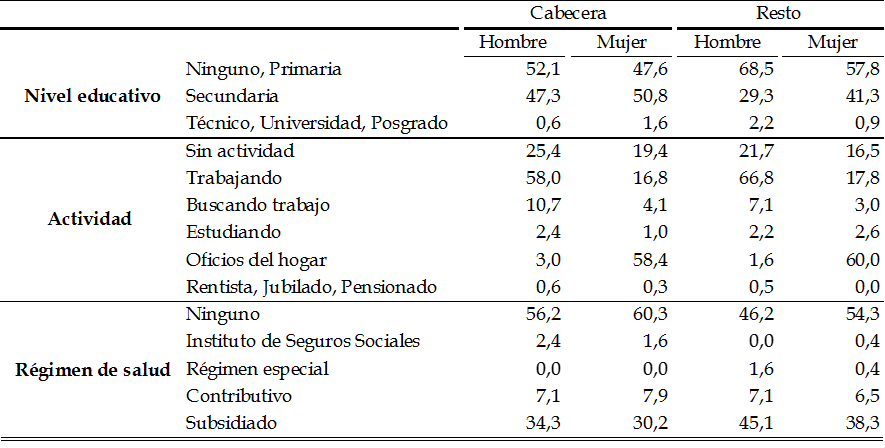 Cabecera Resto
Hombre Mujer Hombre Mujer
Nivel educativo
Ninguno, Primaria 52,1 47,6 68,5 57,8
Secundaria 47,3 50,8 29,3 41,3
Técnico, Universidad, Posgrado 0,6 1,6 2,2 0,9
Actividad
Sin actividad 25,4 19,4 21,7 16,5
Trabajando 58,0 16,8 66,8 17,8
Buscando trabajo 10,7 4,1 7,1 3,0
Estudiando 2,4 1,0 2,2 2,6
Oficios del hogar 3,0 58,4 1,6 60,0
Rentista, Jubilado, Pensionado 0,6 0,3 0,5 0,0
Régimen de salud
Ninguno 56,2 60,3 46,2 54,3
Instituto de Seguros Sociales 2,4 1,6 0,0 0,4
Régimen especial 0,0 0,0 1,6 0,4
Contributivo 7,1 7,9 7,1 6,5
Subsidiado 34,3 30,2 45,1 38,3